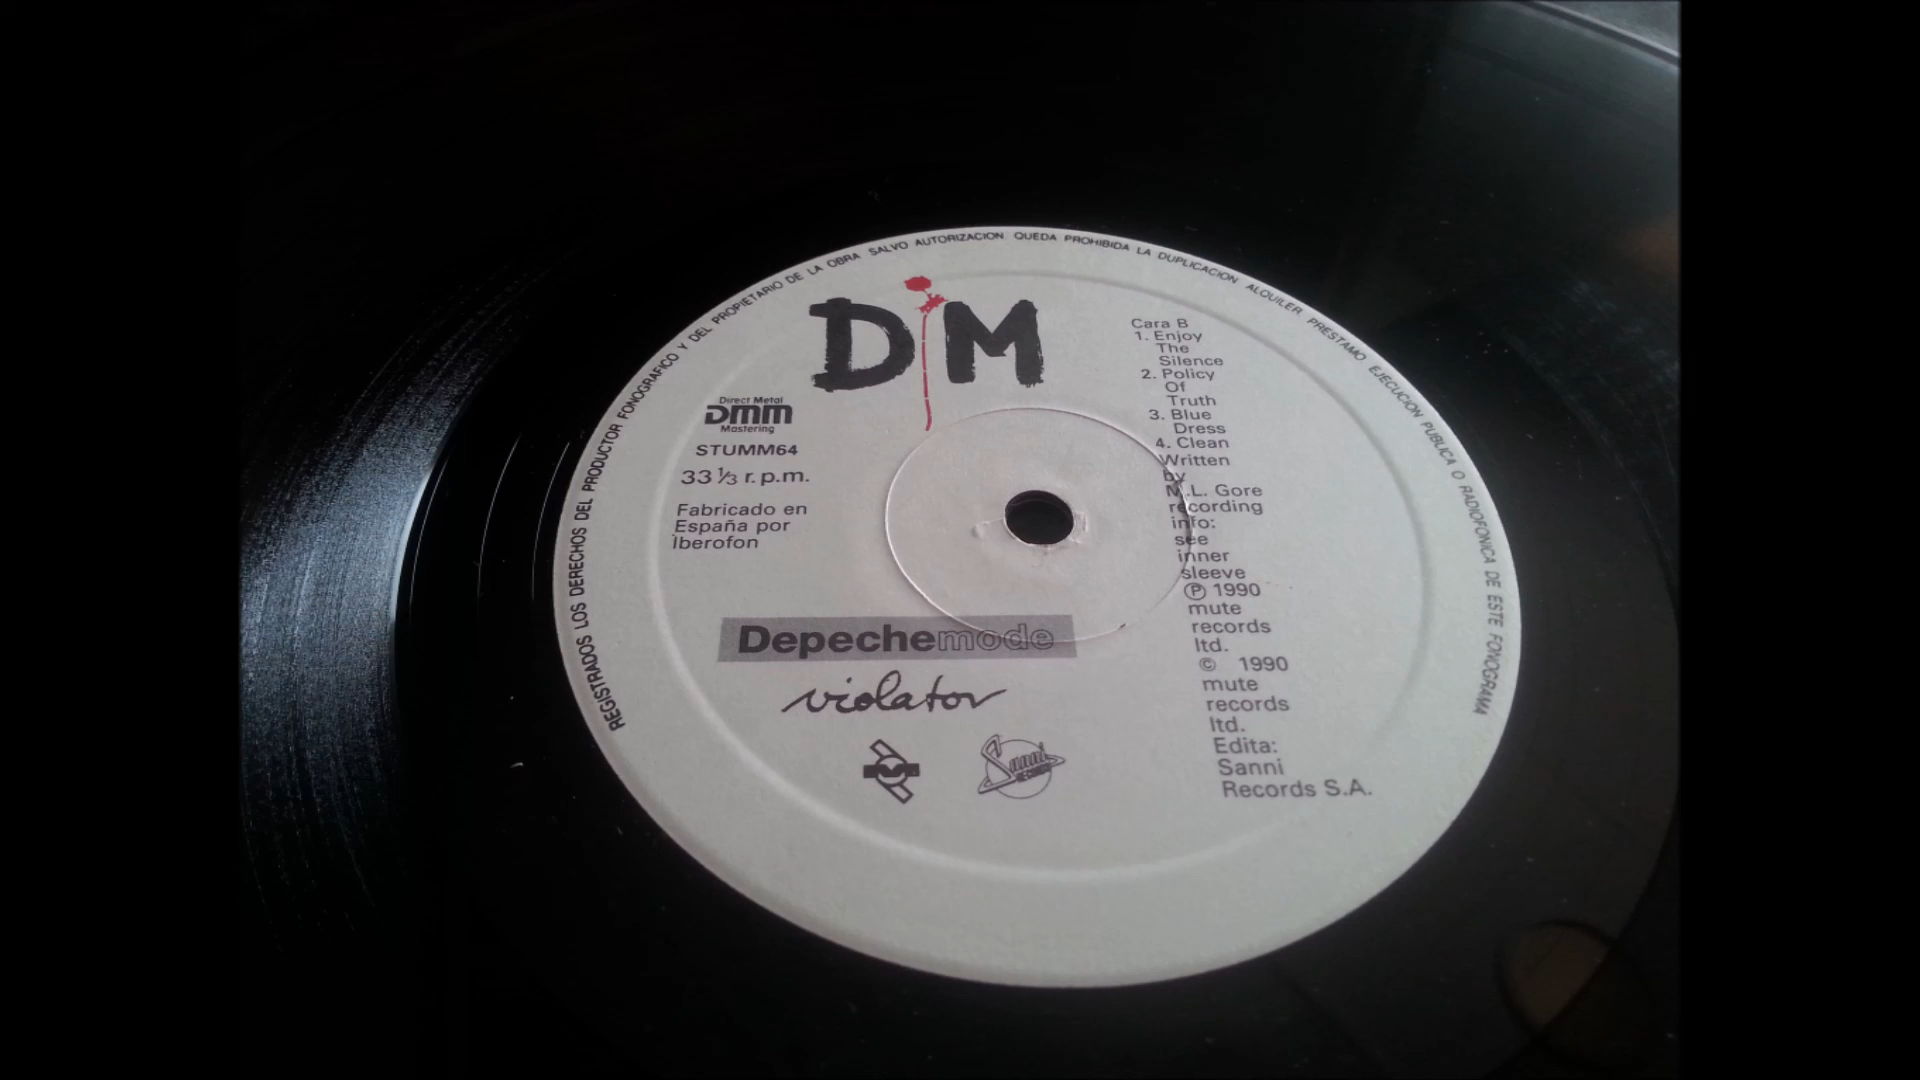 REGISTRADOS LOS DERECHOS DEL PRODUCTOR FONOGRAFICO Y DEL PROPIETARIO DE LA OBRA SALVO AUTORIZACION QUEDA PROHIBIDA LA DUPLICACION ALQUILER PRESTAMO EJECUCION PUBLICA O RADIOFONICA DE ESTE FONOGRAMA
DM
Direct Metal
DMM
Mastering
STUMM64
33 ⅓ r.p.m.
Fabricado en
España por
Iberofon
Cara B
1. Enjoy
The
Silence
2. Policy
Of
Truth
3. Blue
Dress
4. Clean
Written
by
M.L. Gore
recording
info:
see
inner
sleeve
℗ 1990
mute
records
ltd.
© 1990
mute
records
ltd.
Edita:
Sanni
Records S.A.
Depechemode
violator
Sanni
RECORDS